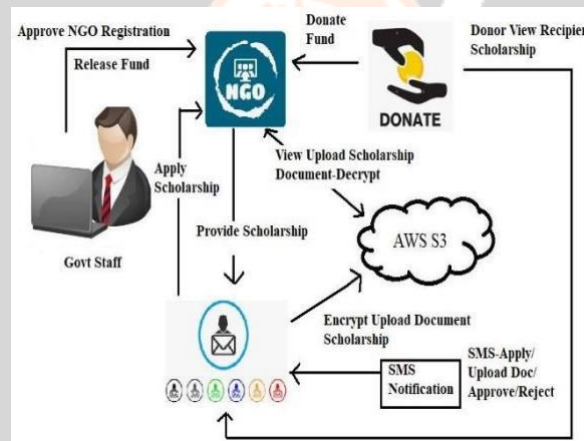 Approve NGO Registration
Release Fund
NGO
Donate
Fund
DONATE
Donor View Recipien
Scholarship
Apply
Scholarship
View Upload Scholarship
Document-Decrypt
Govt Staff
Provide Scholarship
AWS S3
Encrypt Upload Document
Scholarship
SMS
Notification
SMS-Apply/
Upload Doc/
Approve/Reject